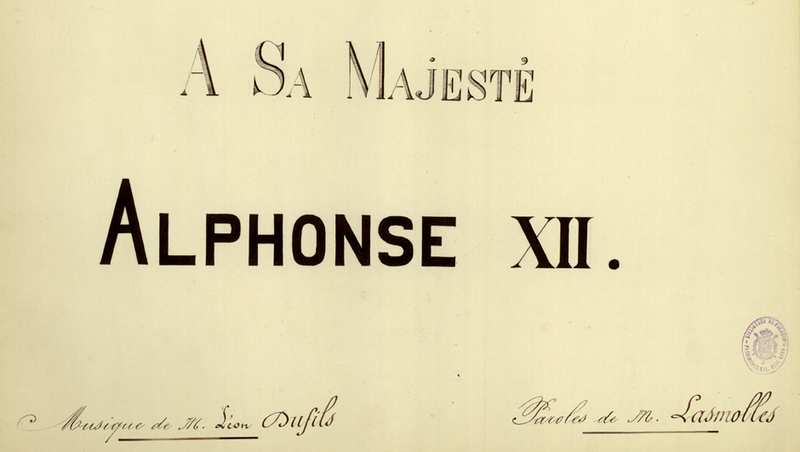 A SA MAJESTÉ
ALPHONSE XII.
Musique de M. Léon Dufils
Paroles de M. Lasmolles